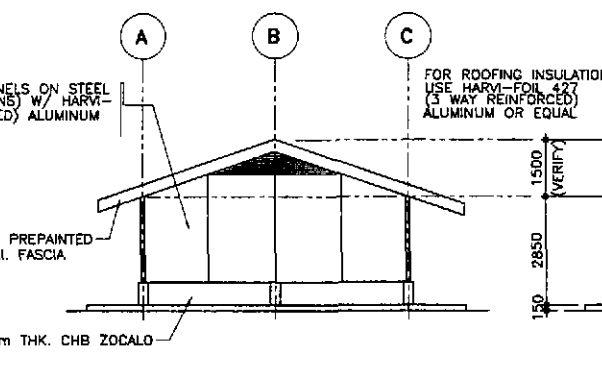 A
B
C
NELS ON STEEL
NS) W/ HARVI-
ED) ALUMINUM
FOR ROOFING INSULATION
USE HARVI-FOIL 427
(3 WAY REINFORCED)
ALUMINUM OR EQUAL
1500
(VERIFY)
PREPAINTED
I. FASCIA
2850
150
m THK. CHB ZOCALO